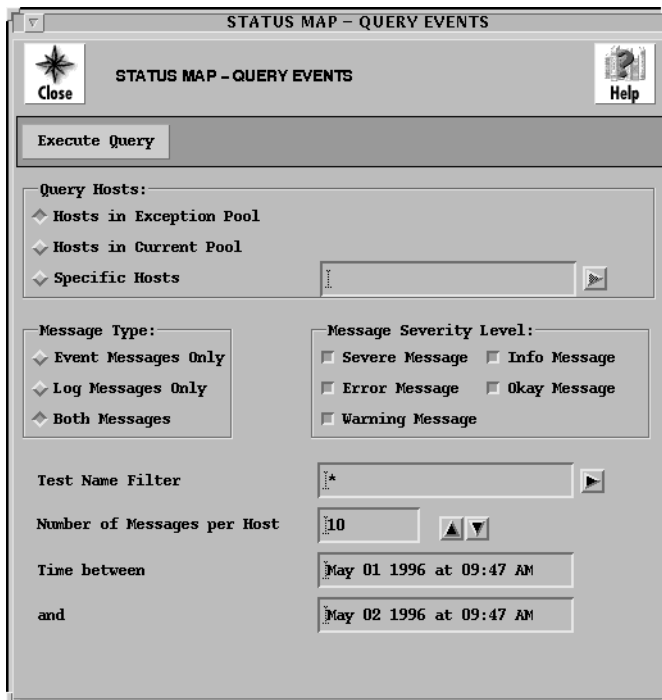 STATUS MAP – QUERY EVENTS
Close
STATUS MAP – QUERY EVENTS
Help
Execute Query
Query Hosts:
Hosts in Exception Pool
Hosts in Current Pool
Specific Hosts
Message Type:
Event Messages Only
Log Messages Only
Both Messages
Message Severity Level:
Severe Message Info Message
Error Message Okay Message
Warning Message
Test Name Filter *
Number of Messages per Host 10
Time between May 01 1996 at 09:47 AM
and May 02 1996 at 09:47 AM